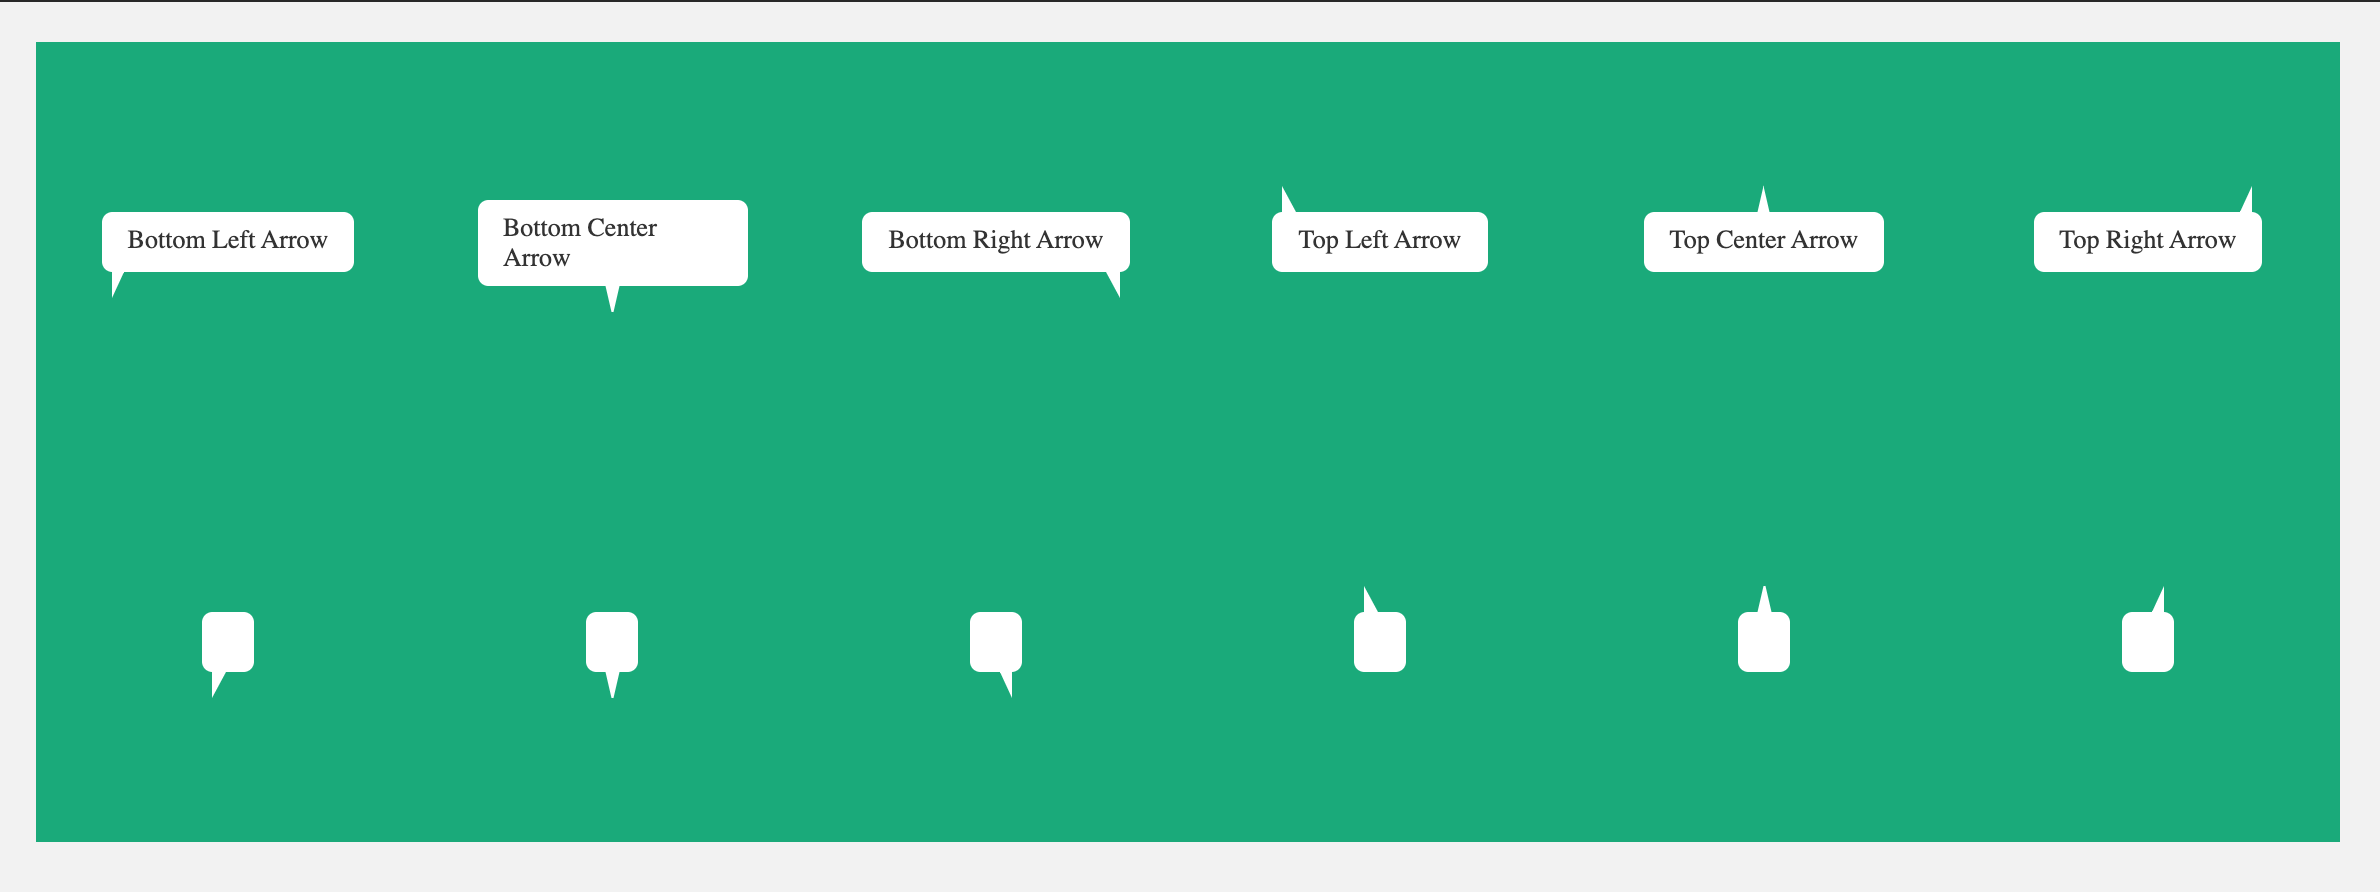 Bottom Left Arrow
Bottom Center
Arrow
Bottom Right Arrow
Top Left Arrow
Top Center Arrow
Top Right Arrow